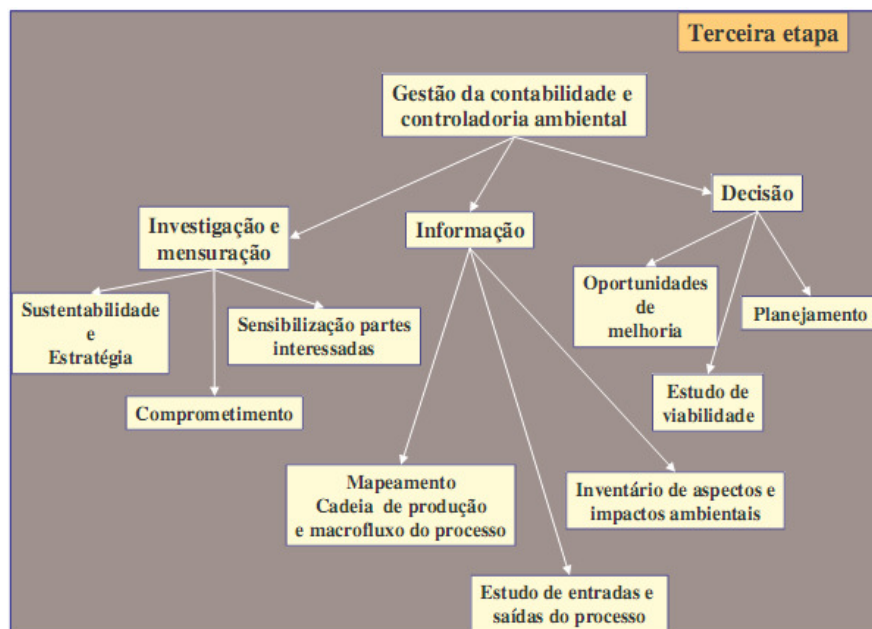 Terceira etapa
Gestão da contabilidade e
controladoria ambiental
Decisão
Investigação e
mensuração
Informação
Oportunidades
de
melhoria
Planejamento
Sustentabilidade
e
Estratégia
Sensibilização partes
interessadas
Comprometimento
Estudo de
viabilidade
Mapeamento
Cadeia de produção
e macrofluxo do processo
Inventário de aspectos e
impactos ambientais
Estudo de entradas e
saídas do processo